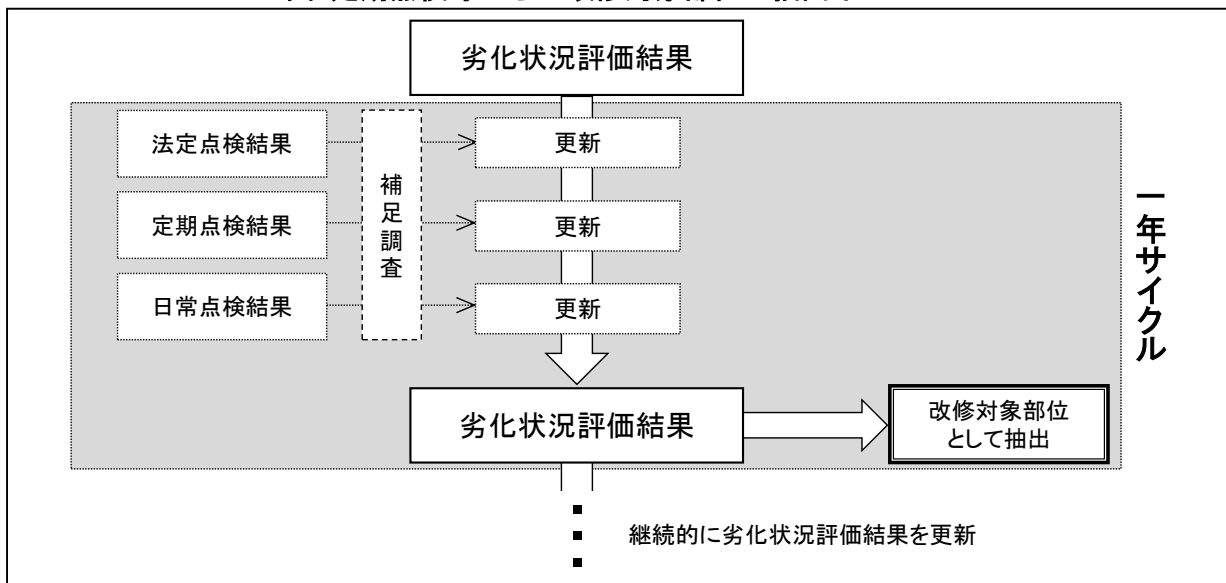 劣化状況評価結果
法定点検結果
更新
定期点検結果
更新
日常点検結果
更新
補足調査
一年サイクル
劣化状況評価結果
改修対象部位
として抽出
継続的に劣化状況評価結果を更新